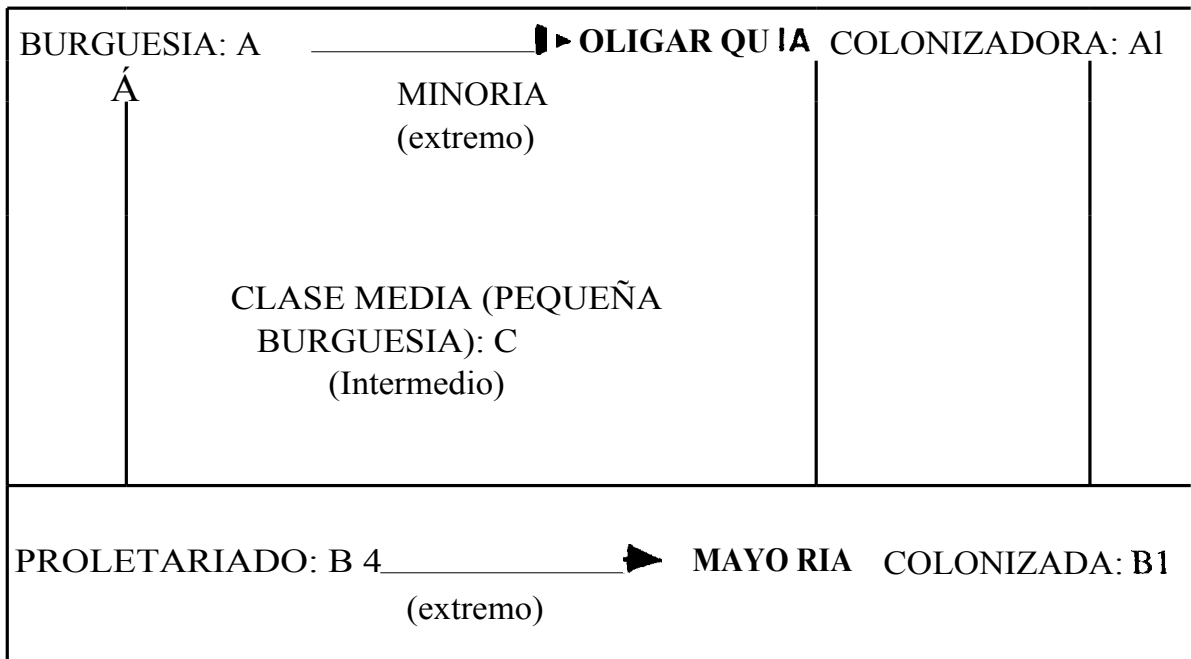 BURGUESIA: A OLIGAR QU IA COLONIZADORA: Al
Á MINORIA
(extremo)
CLASE MEDIA (PEQUEÑA
BURGUESIA): C
(Intermedio)
PROLETARIADO: B 4 MAYO RIA COLONIZADA: B1
(extremo)